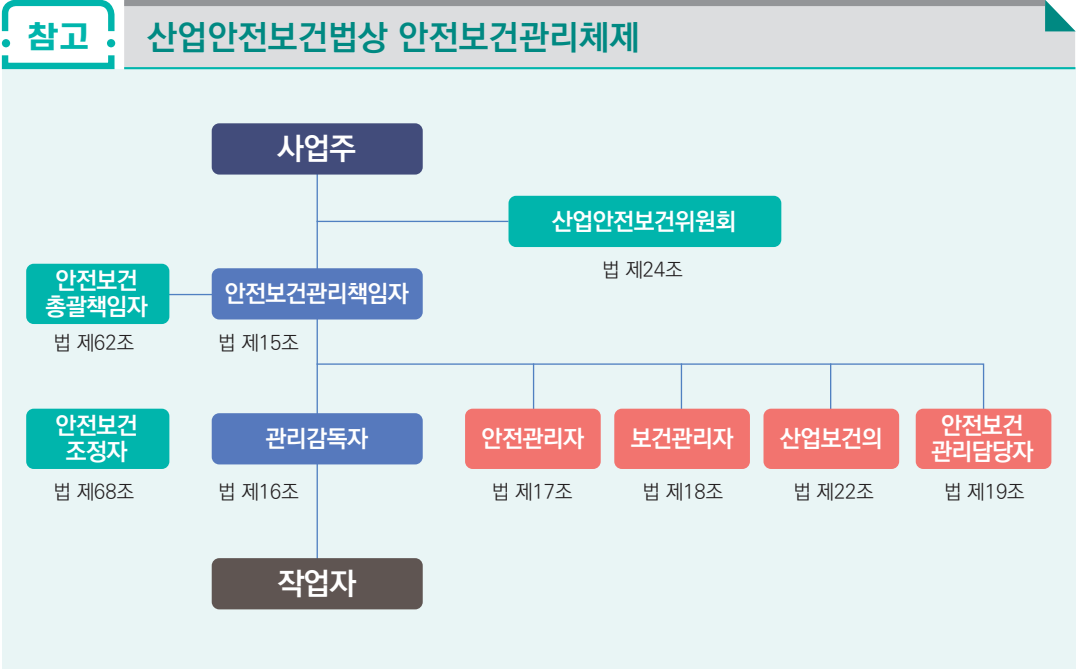 참고
산업안전보건법상 안전보건관리체제
사업주
산업안전보건위원회
법 제24조
안전보건
총괄책임자
법 제62조
안전보건관리책임자
법 제15조
안전보건
조정자
법 제68조
관리감독자
법 제16조
안전관리자
법 제17조
보건관리자
법 제18조
산업보건의
법 제22조
안전보건
관리담당자
법 제19조
작업자